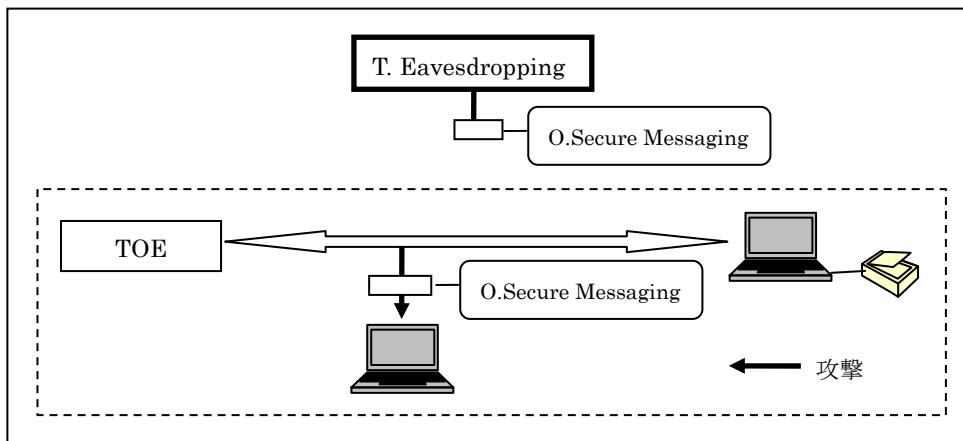 T. Eavesdropping
O.Secure Messaging
TOE
O.Secure Messaging
攻撃